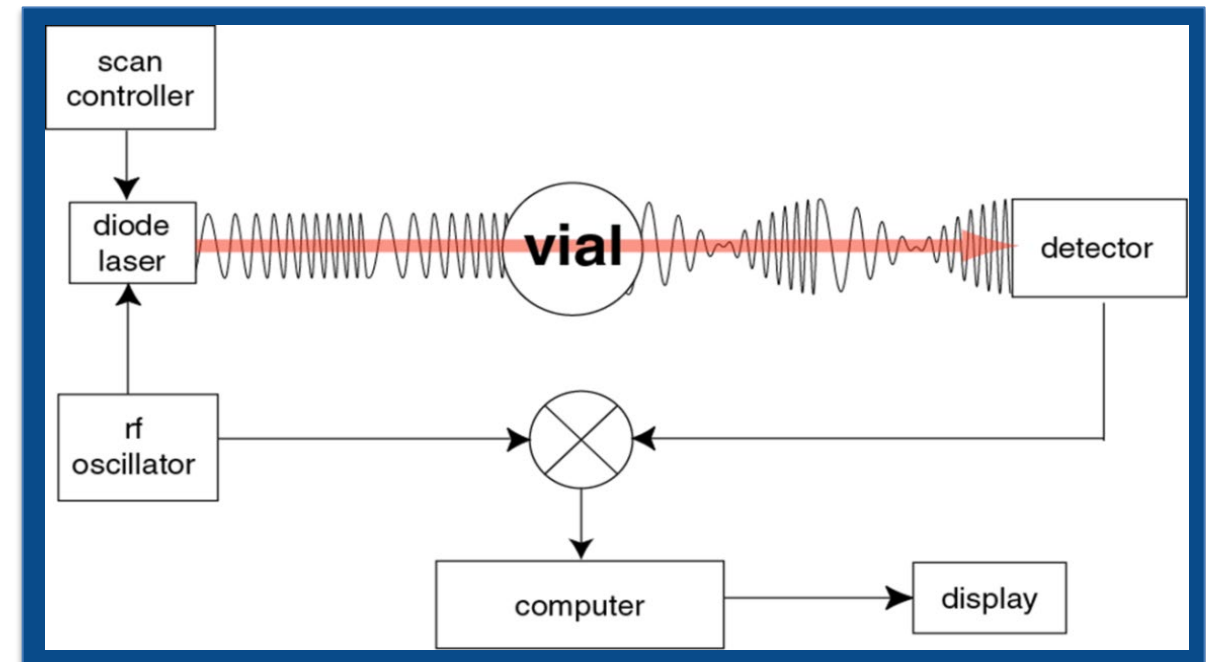 scan
controller
diode
laser
vial
detector
rf
oscillator
computer
display